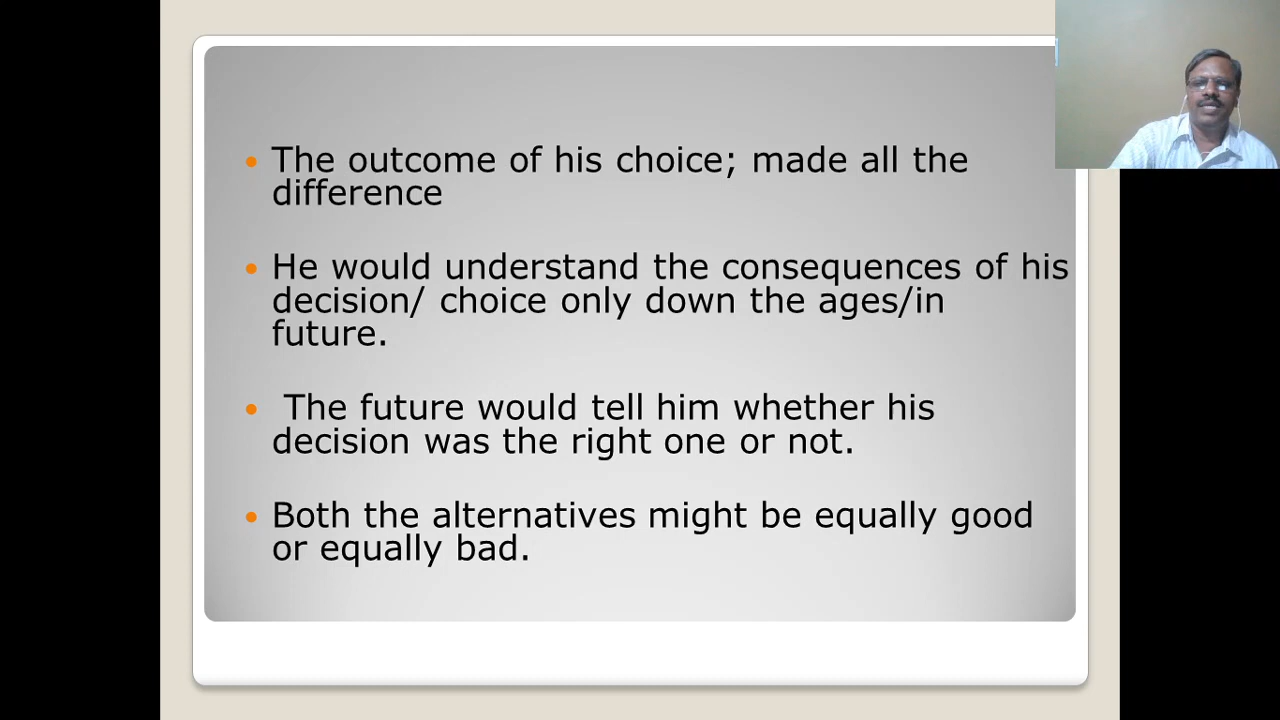 The outcome of his choice; made all the
difference
He would understand the consequences of his
decision/ choice only down the ages/in
future.
The future would tell him whether his
decision was the right one or not.
Both the alternatives might be equally good
or equally bad.